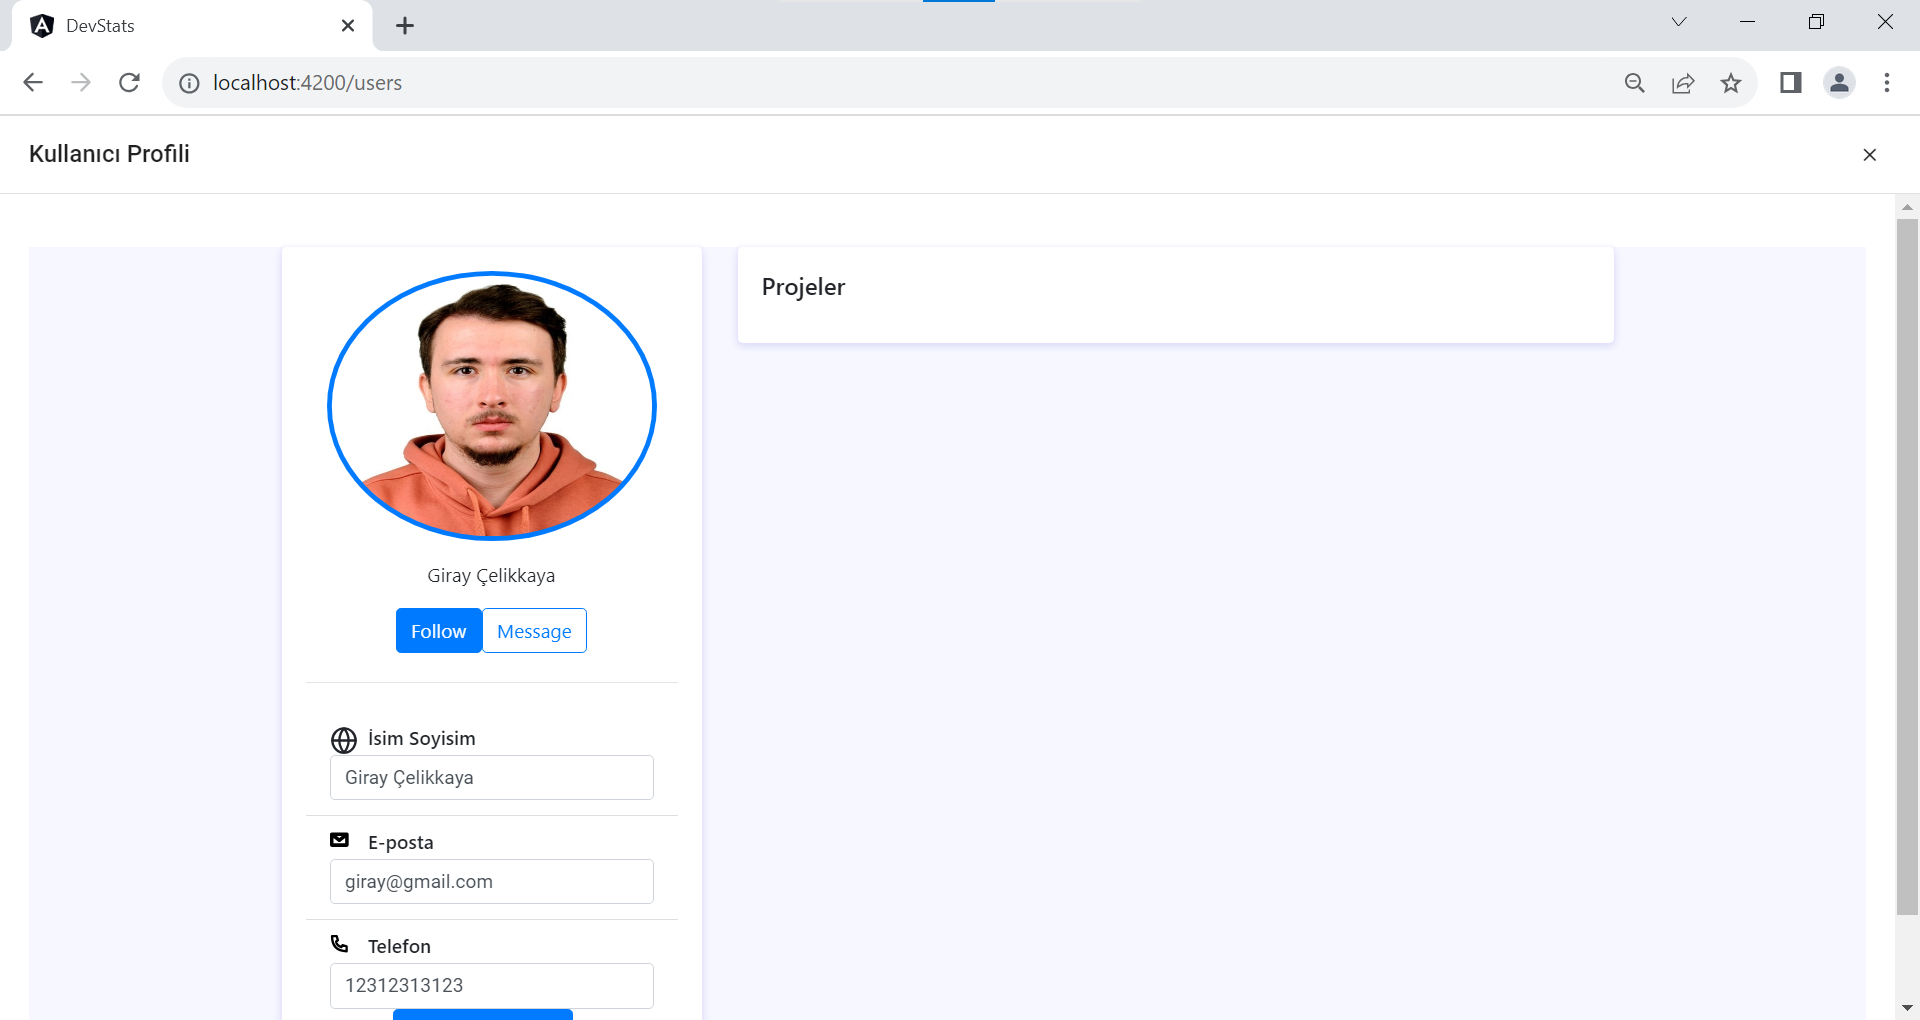 DevStats
localhost:4200/users
Kullanıcı Profili
Projeler
Giray Çelikkaya
Follow
Message
İsim Soyisim
Giray Çelikkaya
E-posta
giray@gmail.com
Telefon
12312313123